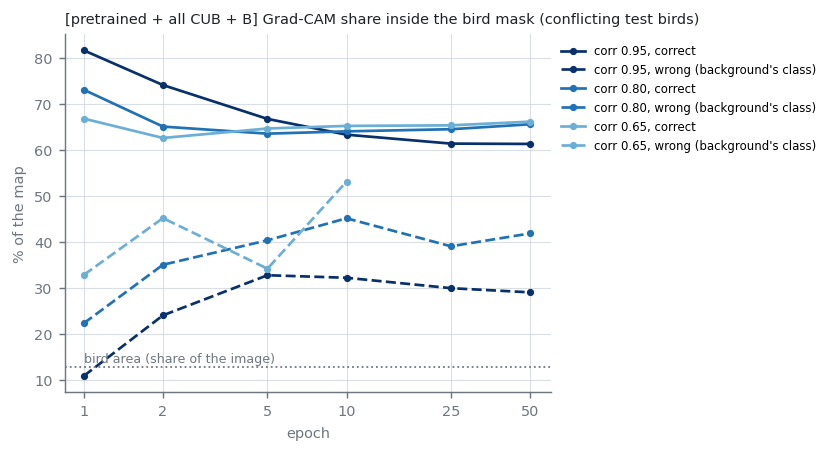 [pretrained + all CUB + B] Grad-CAM share inside the bird mask (conflicting test birds)
corr 0.95, correct
corr 0.95, wrong (background's class)
corr 0.80, correct
corr 0.80, wrong (background's class)
corr 0.65, correct
corr 0.65, wrong (background's class)
% of the map
80
70
60
50
40
30
20
10
bird area (share of the image)
1
2
5
10
25
50
epoch